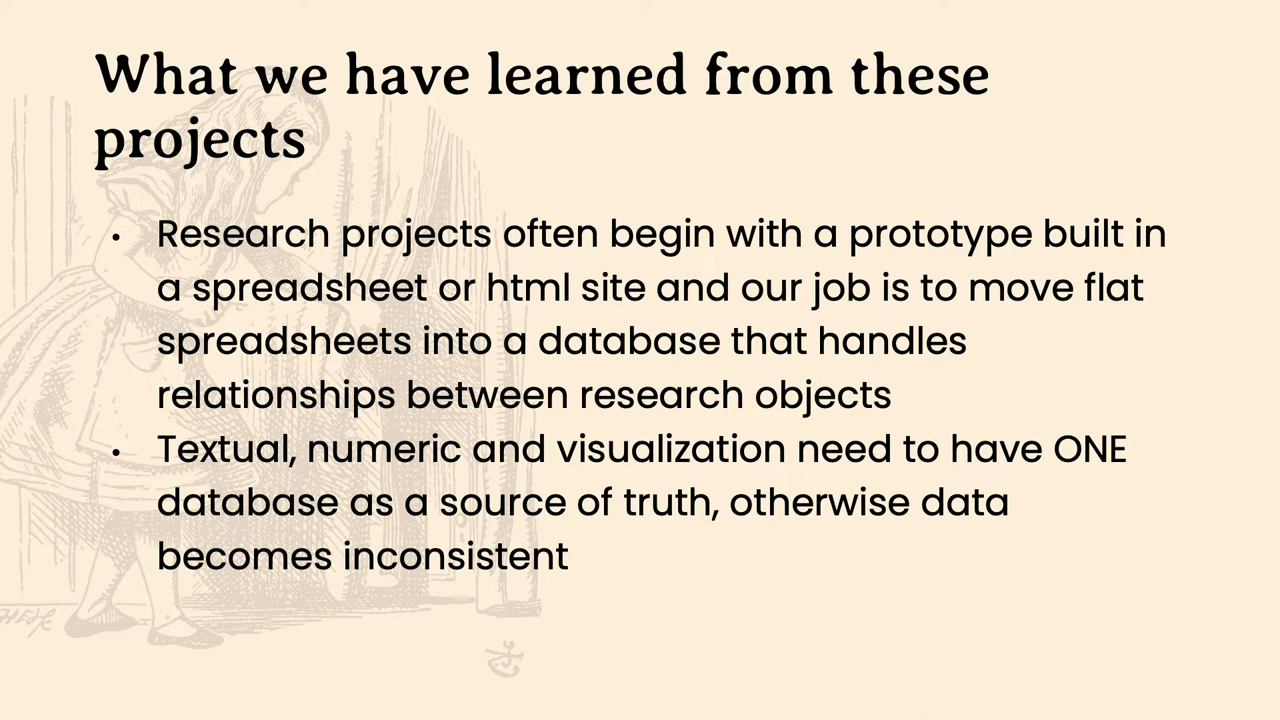 What we have learned from these
projects
• Research projects often begin with a prototype built in
a spreadsheet or html site and our job is to move flat
spreadsheets into a database that handles
relationships between research objects
• Textual, numeric and visualization need to have ONE
database as a source of truth, otherwise data
becomes inconsistent